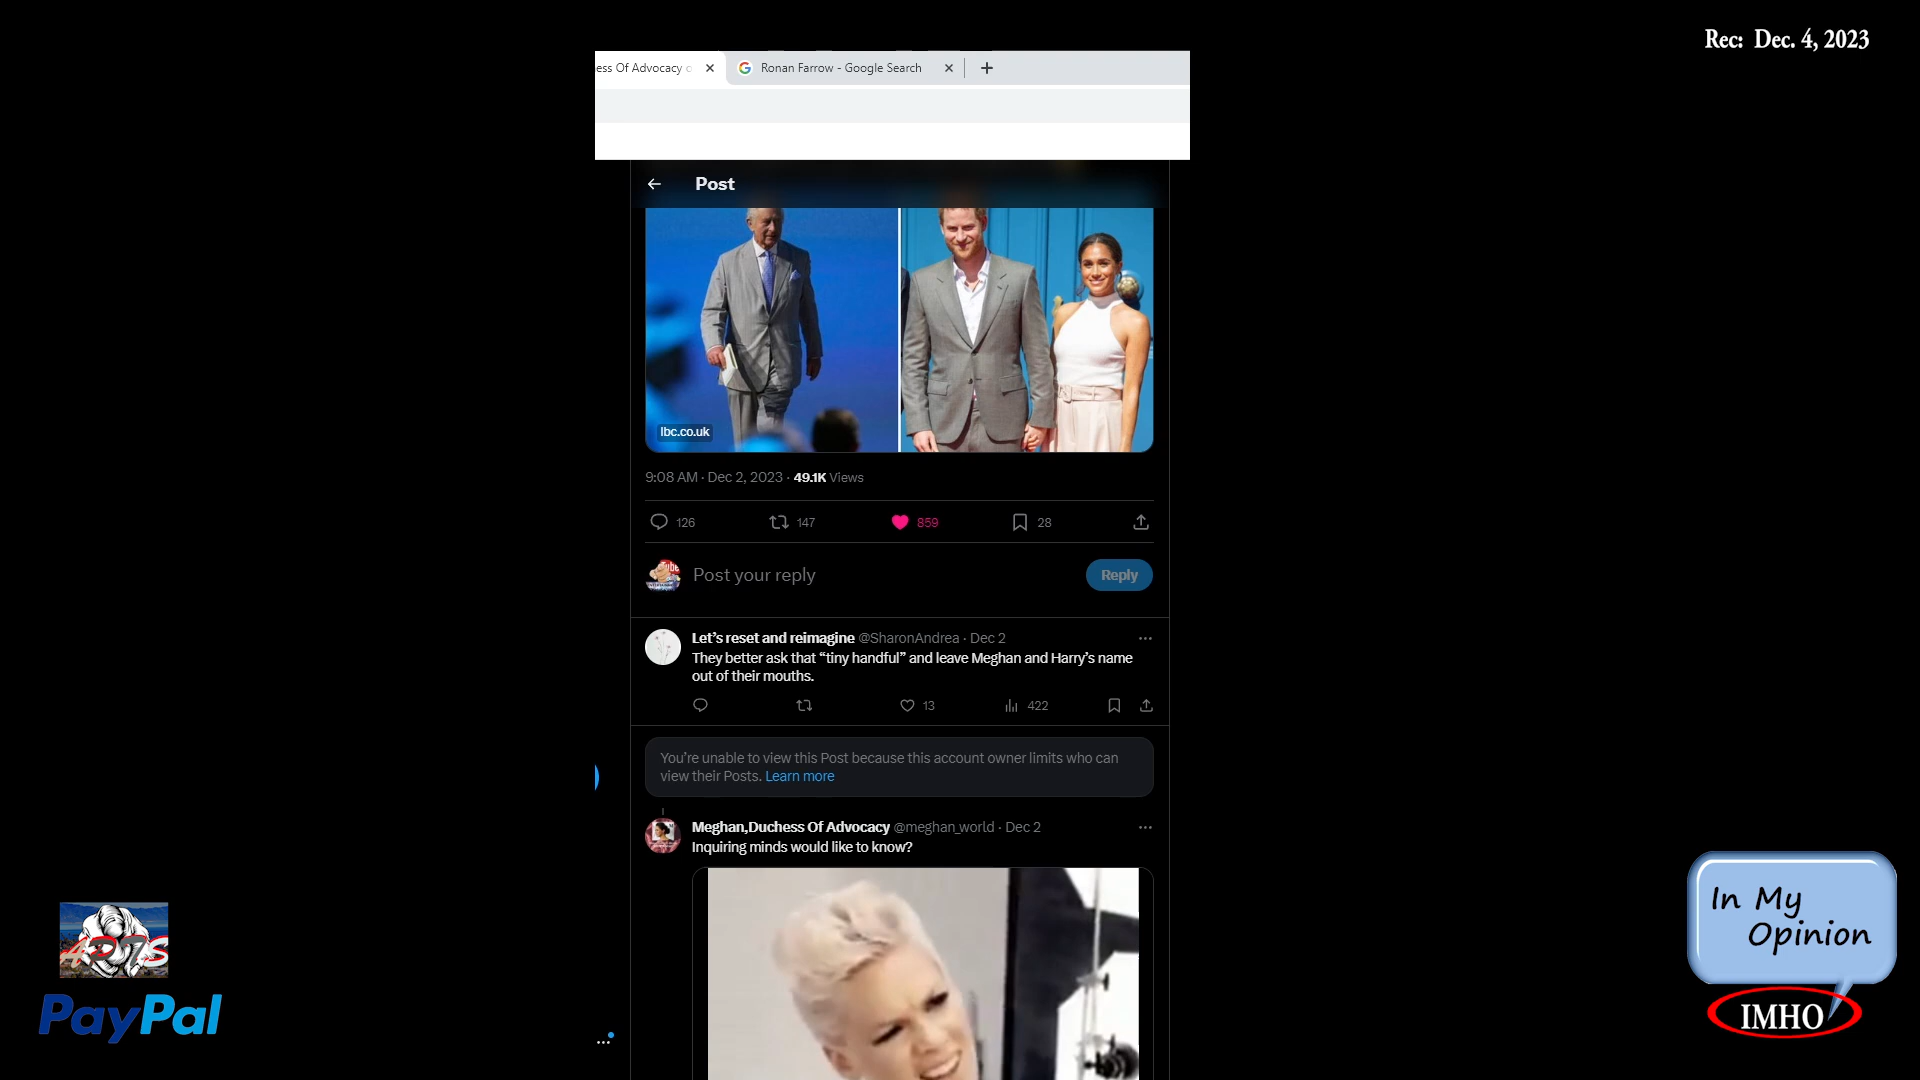 Rec: Dec. 4, 2023
ess Of Advocacy o
Ronan Farrow - Google Search
Post
lbc.co.uk
9:08 AM · Dec 2, 2023 · 49.1K Views
126 147 859 28
Post your reply
Reply
Let's reset and reimagine @SharonAndrea · Dec 2
They better ask that “tiny handful” and leave Meghan and Harry's name
out of their mouths.
13 422
You're unable to view this Post because this account owner limits who can
view their Posts. Learn more
Meghan,Duchess Of Advocacy @meghan_world · Dec 2
Inquiring minds would like to know?
PayPal
In My
Opinion
IMHO